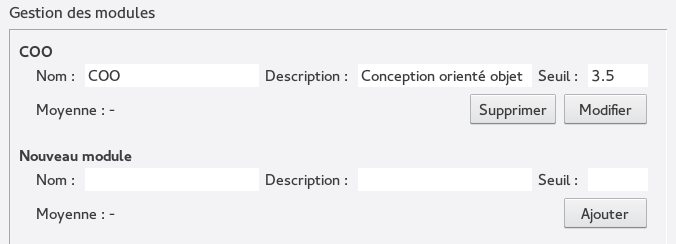 Gestion des modules
COO
Nom : COO Description : Conception orienté objet Seuil : 3.5
Moyenne : - Supprimer Modifier
Nouveau module
Nom : Description : Seuil :
Moyenne : - Ajouter